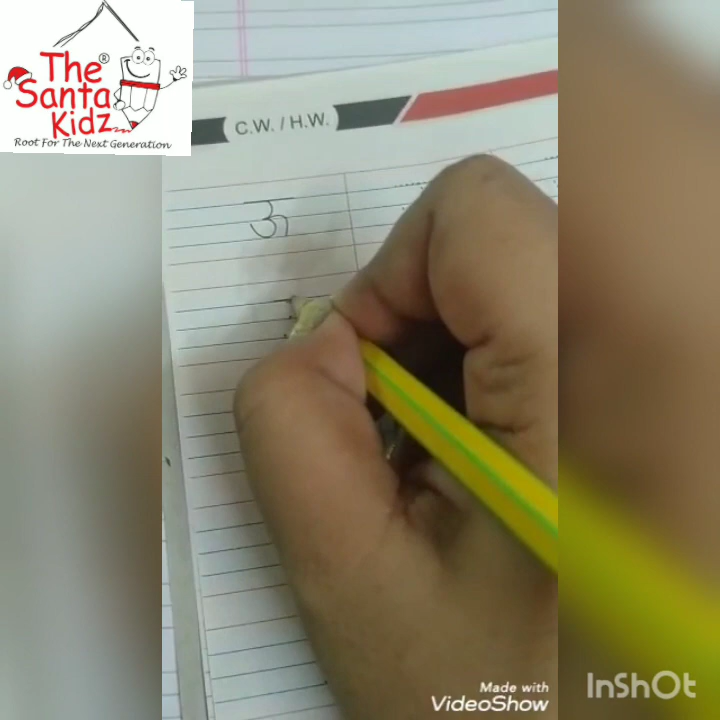 The Santa Kidz
®
Root For The Next Generation
C.W. / H.W.
ऊ
Made with
VideoShow
InShOt